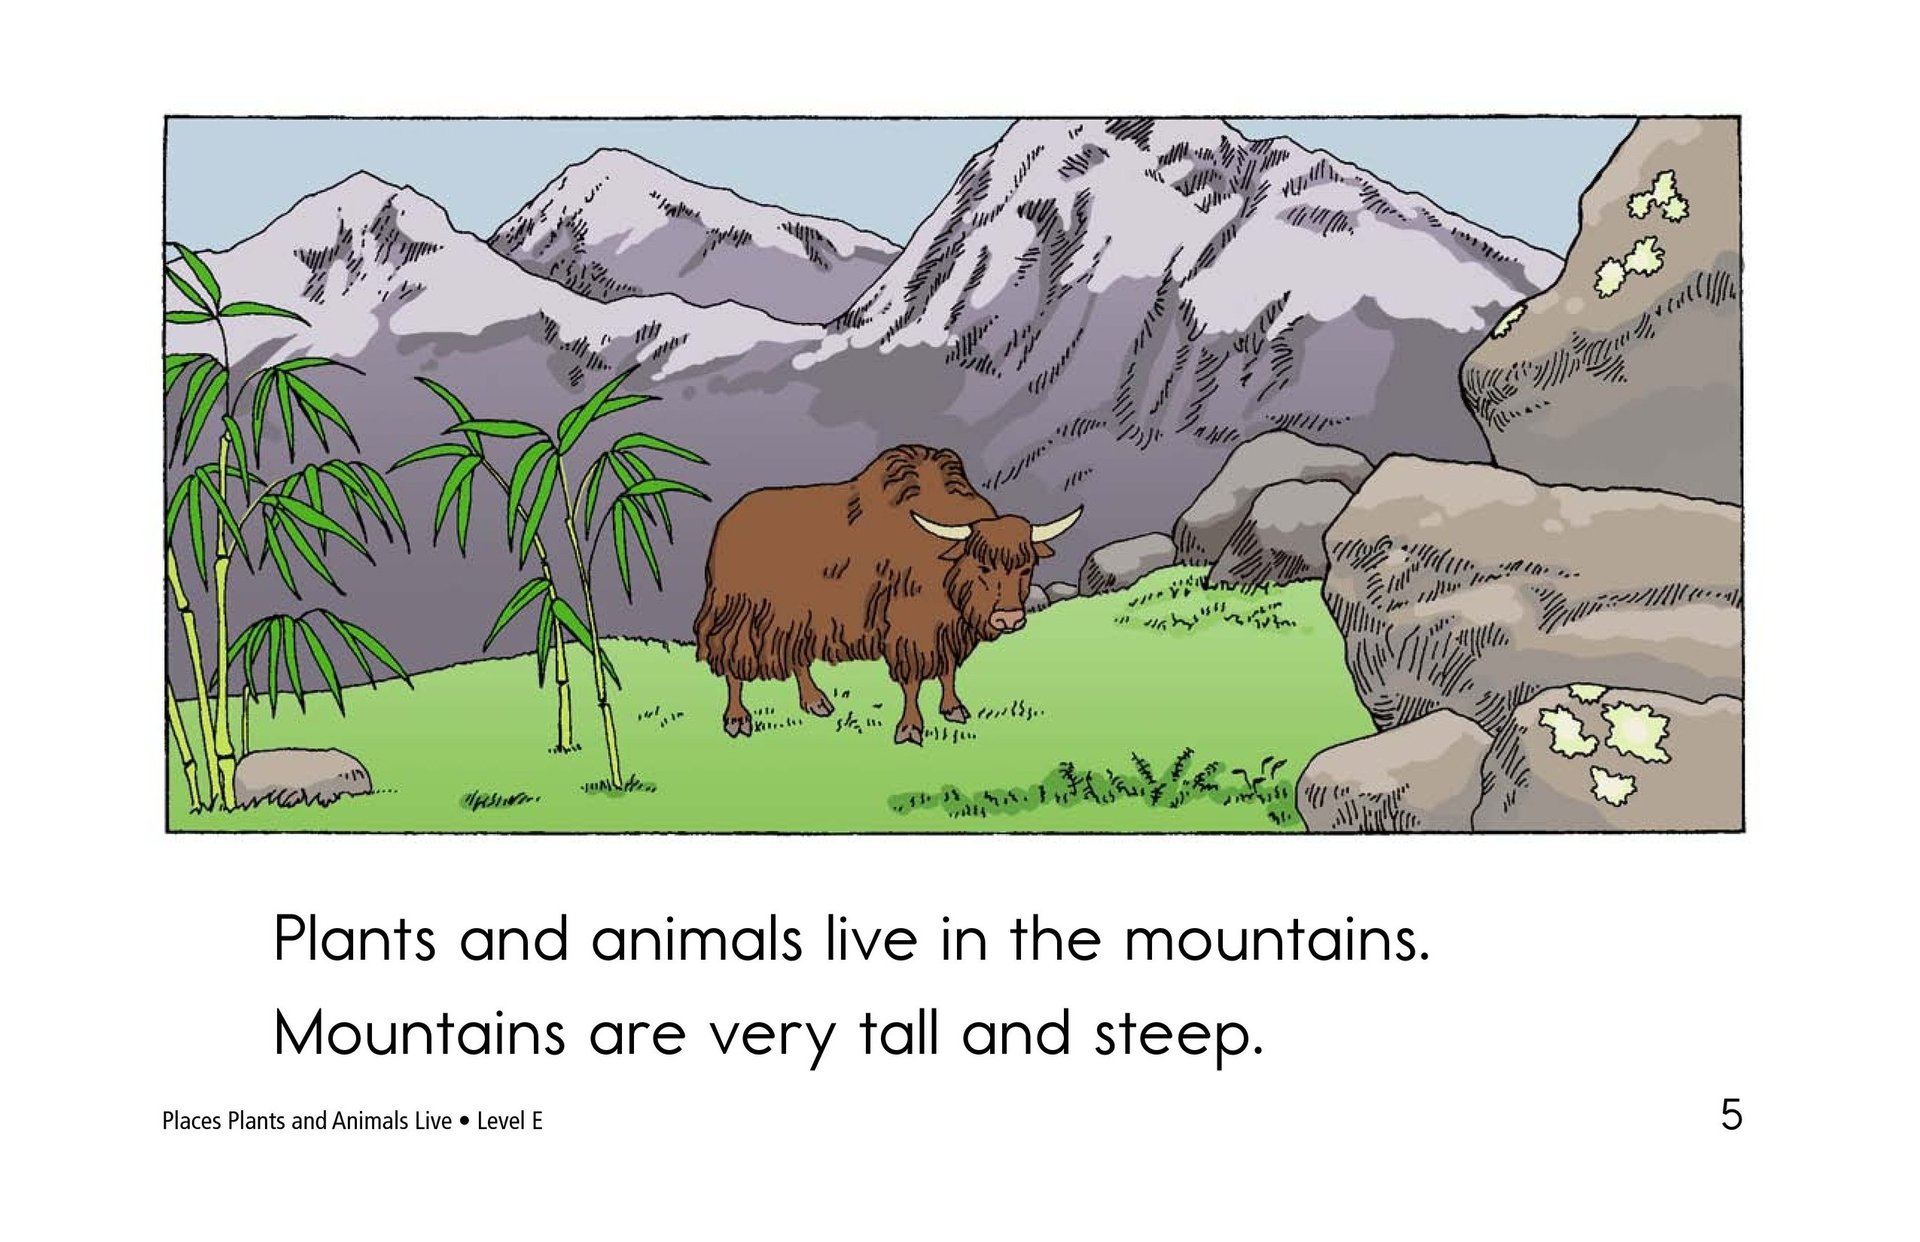 Plants and animals live in the mountains.
Mountains are very tall and steep.
Places Plants and Animals Live • Level E
5